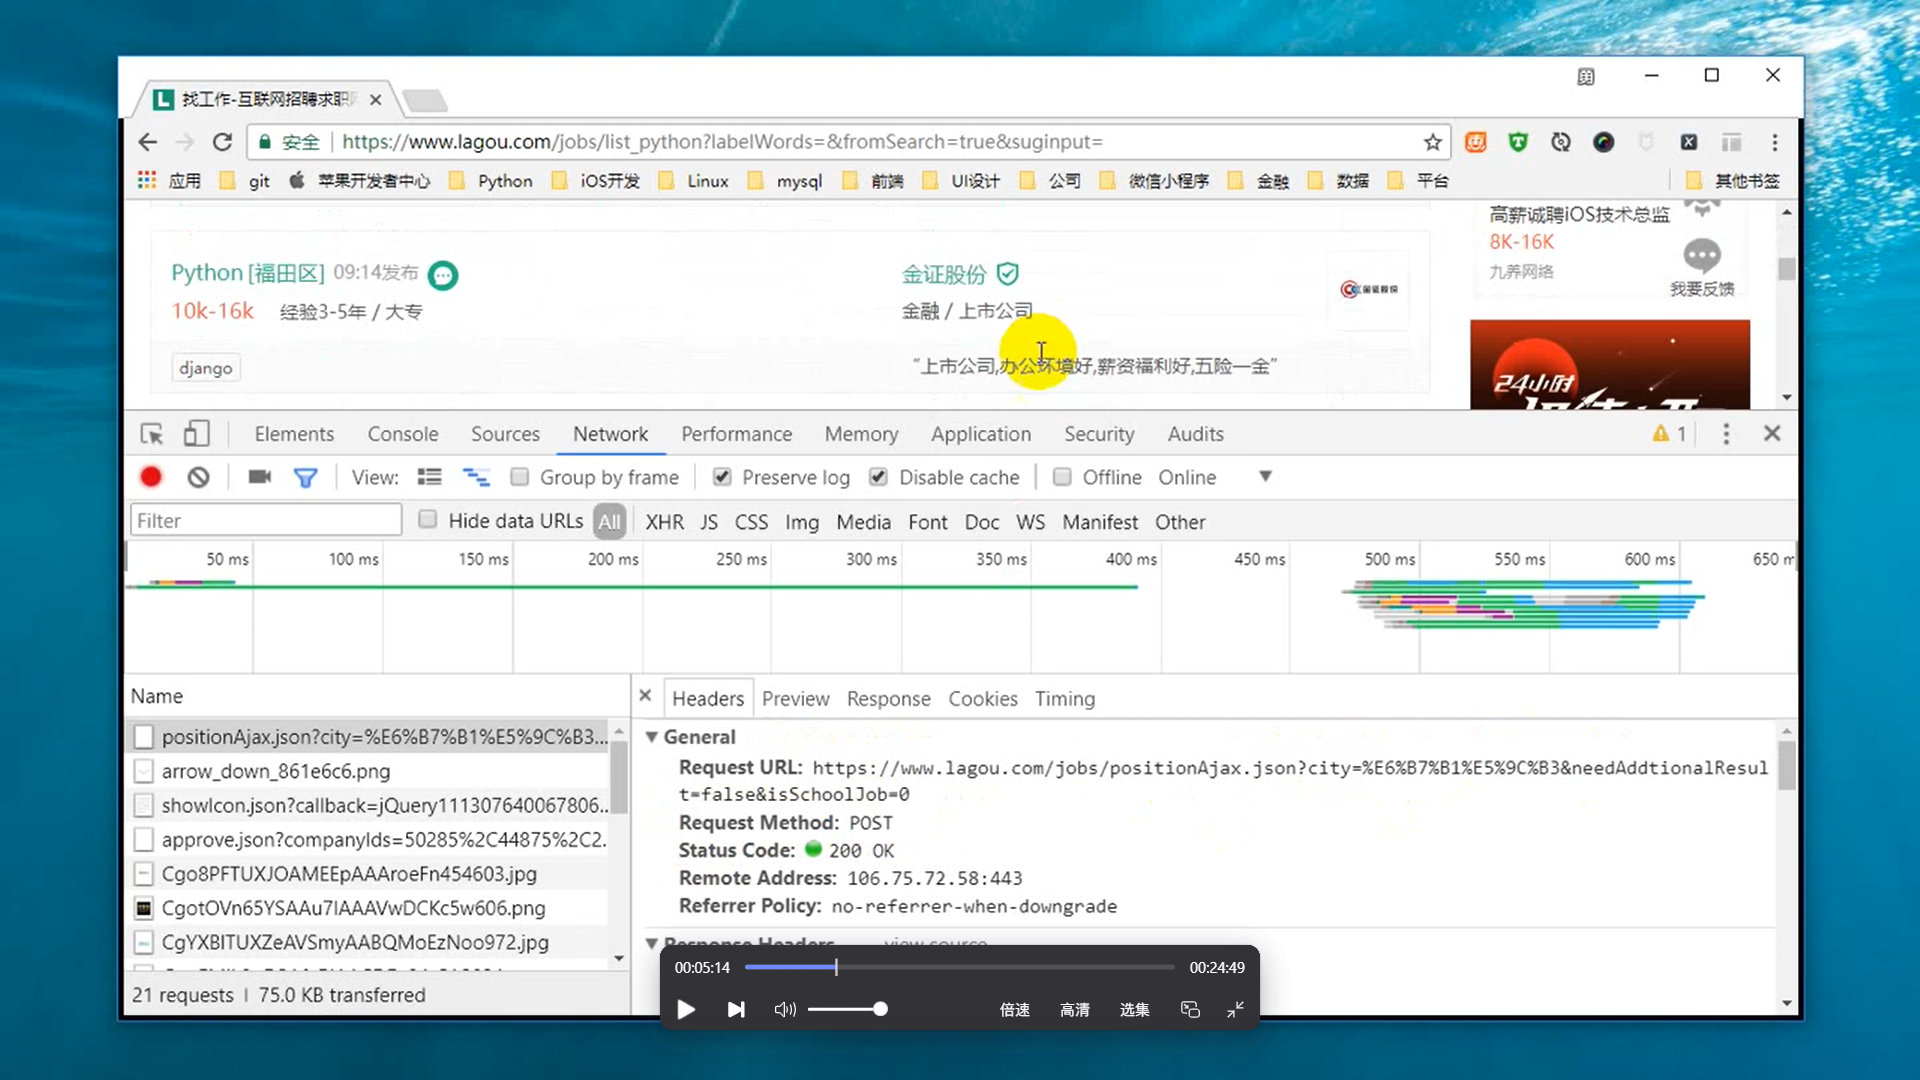 找工作-互联网招聘求职
安全 https://www.lagou.com/jobs/list_python?labelWords=&fromSearch=true&suginput=
应用 git 苹果开发者中心 Python iOS开发 Linux mysql 前端 UI设计 公司 微信小程序 金融 数据 平台 其他书签
高薪诚聘iOS技术总监
8K-16K
九养网络
我要反馈
Python [福田区] 09:14发布
金证股份
10k-16k 经验3-5年 / 大专
金融 / 上市公司
金证股份
django
“上市公司,办公环境好,薪资福利好,五险一金”
24小时
Elements Console Sources Network Performance Memory Application Security Audits 1
View: Group by frame Preserve log Disable cache Offline Online
Filter Hide data URLs All XHR JS CSS Img Media Font Doc WS Manifest Other
50 ms 100 ms 150 ms 200 ms 250 ms 300 ms 350 ms 400 ms 450 ms 500 ms 550 ms 600 ms 650 m
Name
Headers Preview Response Cookies Timing
positionAjax.json?city=%E6%B7%B1%E5%9C%B3...
arrow_down_861e6c6.png
showIcon.json?callback=jQuery111307640067806..
approve.json?companyIds=50285%2C44875%2C2.
Cgo8PFTUXJOAMEEpAAAroeFn454603.jpg
CgotOVn65YSAAu7IAAAVwDCKc5w606.png
CgYXBlTUXZeAVSmyAABQMoEzNoo972.jpg
21 requests | 75.0 KB transferred
General
Request URL: https://www.lagou.com/jobs/positionAjax.json?city=%E6%B7%B1%E5%9C%B3&needAddtionalResul
t=false&isSchoolJob=0
Request Method: POST
Status Code: 200 OK
Remote Address: 106.75.72.58:443
Referrer Policy: no-referrer-when-downgrade
Response Headers view source
00:05:14 00:24:49
倍速 高清 选集